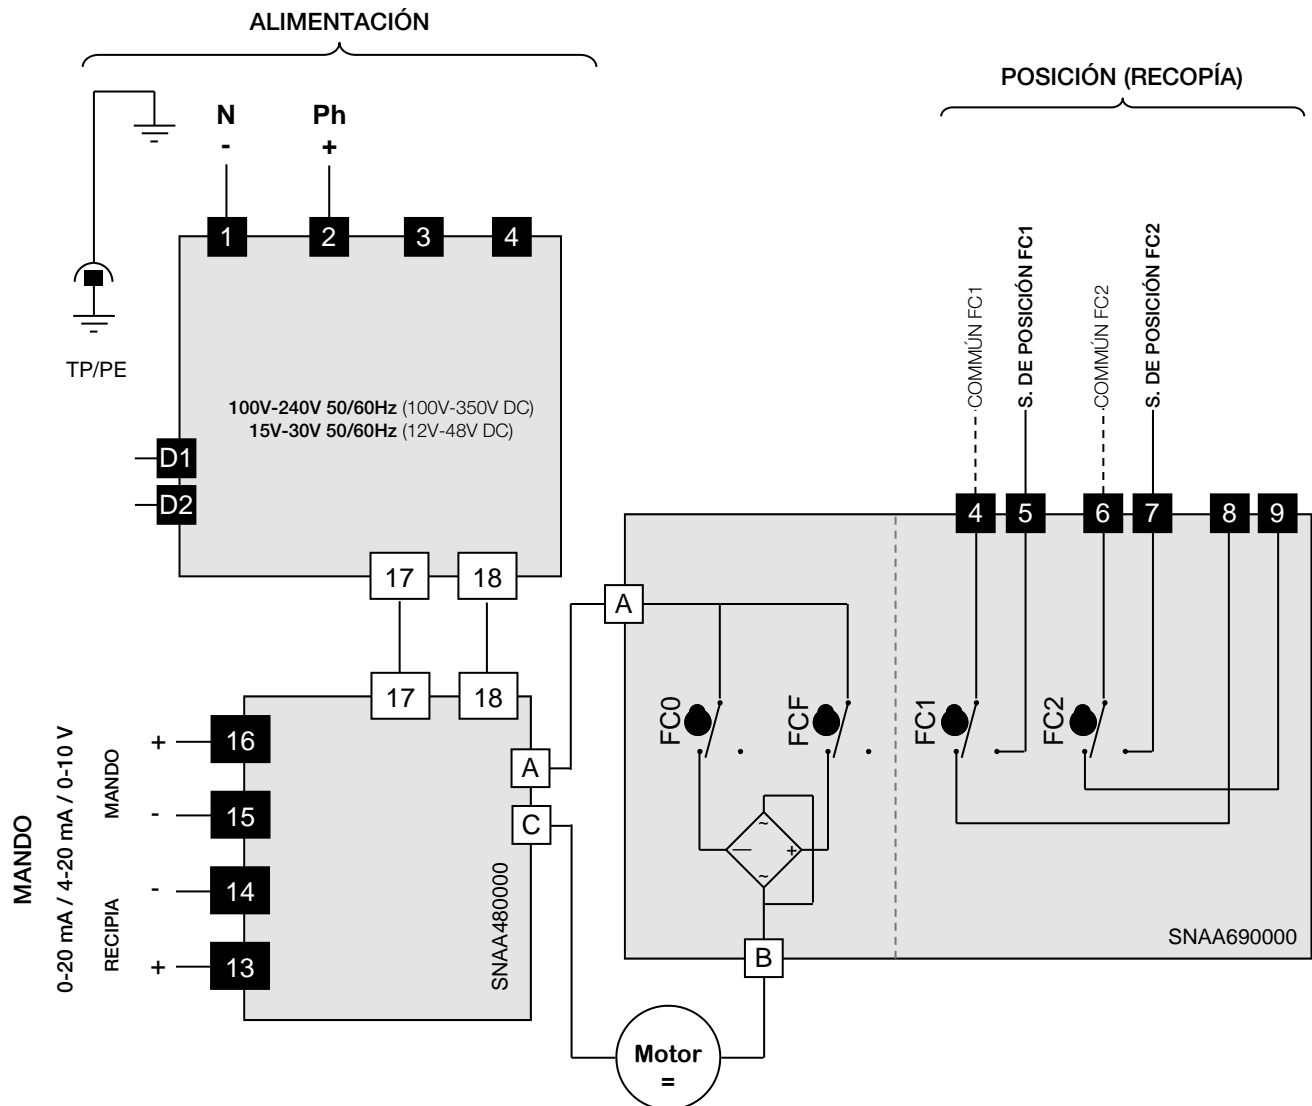 ALIMENTACIÓN
POSICIÓN (RECOPÍA)
N
-
Ph
+
1
2
3
4
TP/PE
100V-240V 50/60Hz (100V-350V DC)
15V-30V 50/60Hz (12V-48V DC)
D1
D2
17
18
COMMÚN FC1
S. DE POSICIÓN FC1
COMMÚN FC2
S. DE POSICIÓN FC2
4
5
6
7
8
9
A
FC0
FCF
FC1
FC2
~
—
+
~
B
SNAA690000
17
18
MANDO
0-20 mA / 4-20 mA / 0-10 V
MANDO
RECIPIA
+
16
-
15
-
14
+
13
A
C
SNAA480000
Motor
=